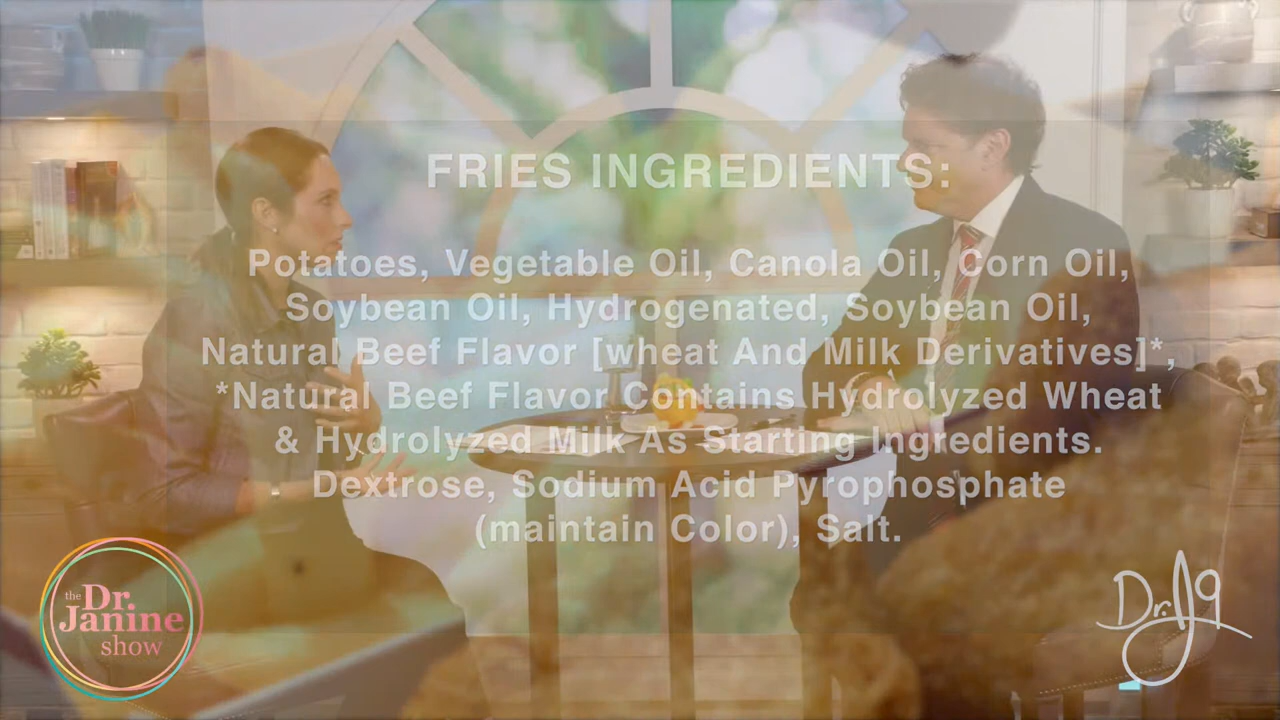 FRIES INGREDIENTS:
Potatoes, Vegetable Oil, Canola Oil, Corn Oil,
Soybean Oil, Hydrogenated, Soybean Oil,
Natural Beef Flavor [wheat And Milk Derivatives]*,
*Natural Beef Flavor Contains Hydrolyzed Wheat
& Hydrolyzed Milk As Starting Ingredients.
Dextrose, Sodium Acid Pyrophosphate
(maintain Color), Salt.
the Dr.
Janine
show
Dr.J9